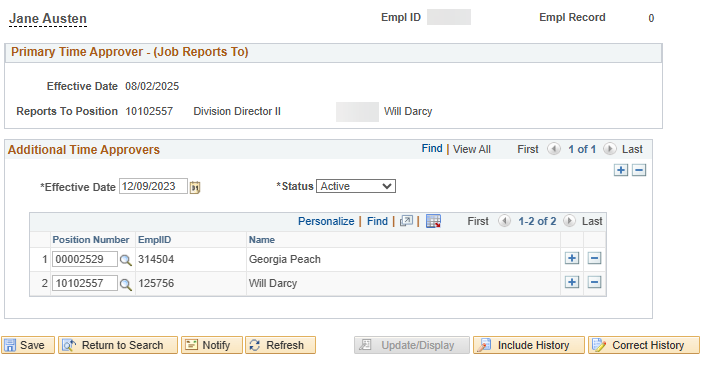 Jane Austen Empl ID Empl Record 0
Primary Time Approver - (Job Reports To)
Effective Date 08/02/2025
Reports To Position 10102557 Division Director II Will Darcy
Additional Time Approvers Find | View All First 1 of 1 Last
*Effective Date 12/09/2023 *Status Active
Personalize | Find | | First 1-2 of 2 Last
Position Number EmplID Name
1 00002529 314504 Georgia Peach
2 10102557 125756 Will Darcy
Save Return to Search Notify Refresh Update/Display Include History Correct History